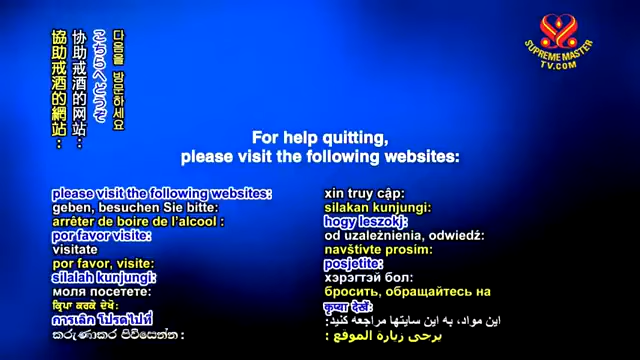 다음을 방문하세요
こちらへどうぞ
协助戒酒的网站：
協助戒酒的網站：
SUPREME MASTER
TV.COM
For help quitting,
please visit the following websites:
please visit the following websites:
geben, besuchen Sie bitte:
arrêter de boire de l'alcool :
por favor visite:
visitate
por favor, visite:
silalah kunjungi:
моля посетете:
ਕ੍ਰਿਪਾ ਕਰਕੇ ਦੇਖੋ:
การเลิก โปรดไปที่
කරුණාකර පිවිසෙන්න :
xin truy cập:
silakan kunjungi:
hogy leszokj:
od uzależnienia, odwiedź:
navštivte prosím:
posjetite:
хэрэгтэй бол:
бросить, обращайтесь на
कृपया देखें:
این مواد، به این سایتها مراجعه کنید:
يرجى زيارة الموقع :